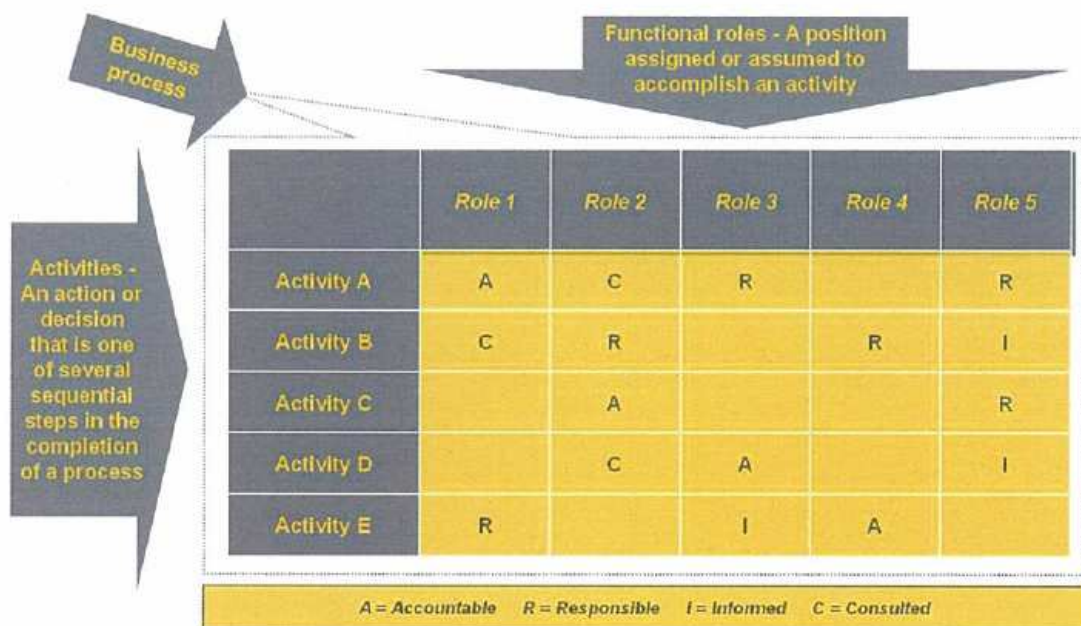 Business
process
Functional roles - A position
assigned or assumed to
accomplish an activity
Activities -
An action or
decision
that is one
of several
sequential
steps in the
completion
of a process
Role 1 Role 2 Role 3 Role 4 Role 5
Activity A A C R R
Activity B C R R I
Activity C A R
Activity D C A I
Activity E R I A
A = Accountable R = Responsible I = Informed C = Consulted